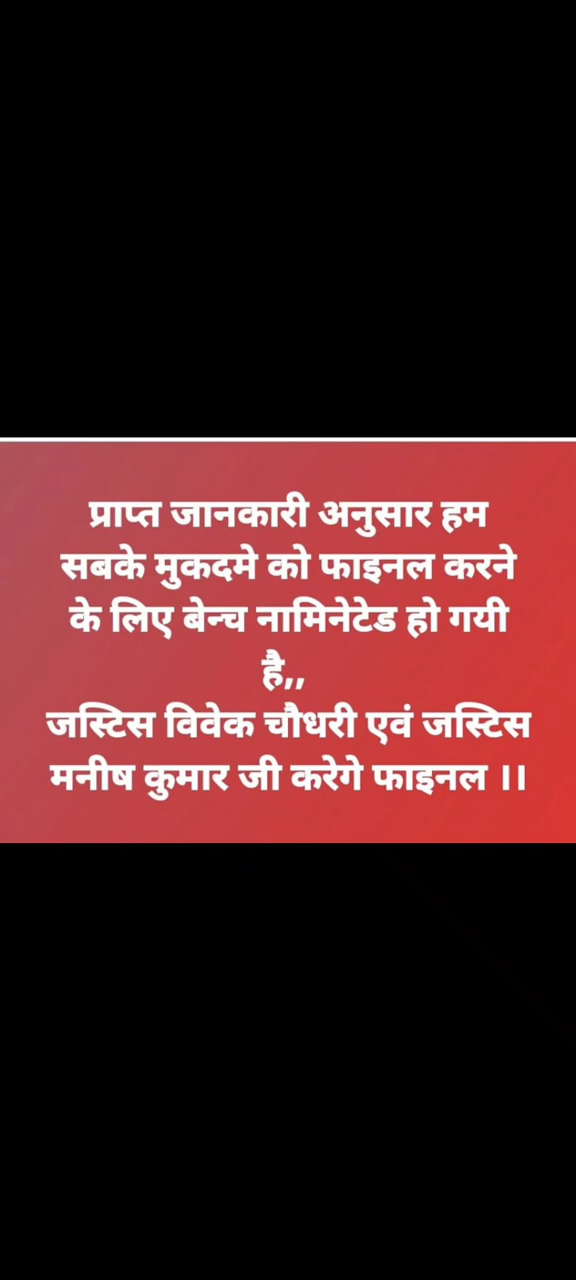 प्राप्त जानकारी अनुसार हम
सबके मुकदमे को फाइनल करने
के लिए बेन्च नामिनेटेड हो गयी
है,,
जस्टिस विवेक चौधरी एवं जस्टिस
मनीष कुमार जी करेगे फाइनल ।।